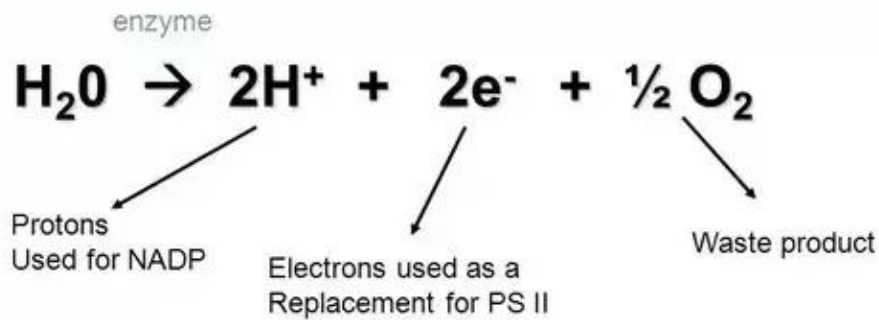 enzyme
H₂0 → 2H⁺ + 2e⁻ + ½ O₂
Protons
Used for NADP
Electrons used as a
Replacement for PS II
Waste product